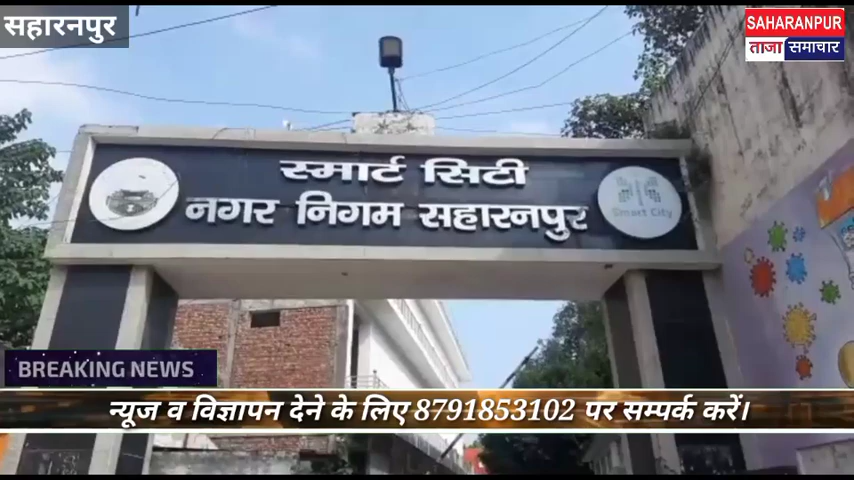 सहारनपुर
SAHARANPUR
ताजा समाचार
स्मार्ट सिटी
नगर निगम सहारनपुर
Smart City
BREAKING NEWS
न्यूज व विज्ञापन देने के लिए 8791853102 पर सम्पर्क करें।